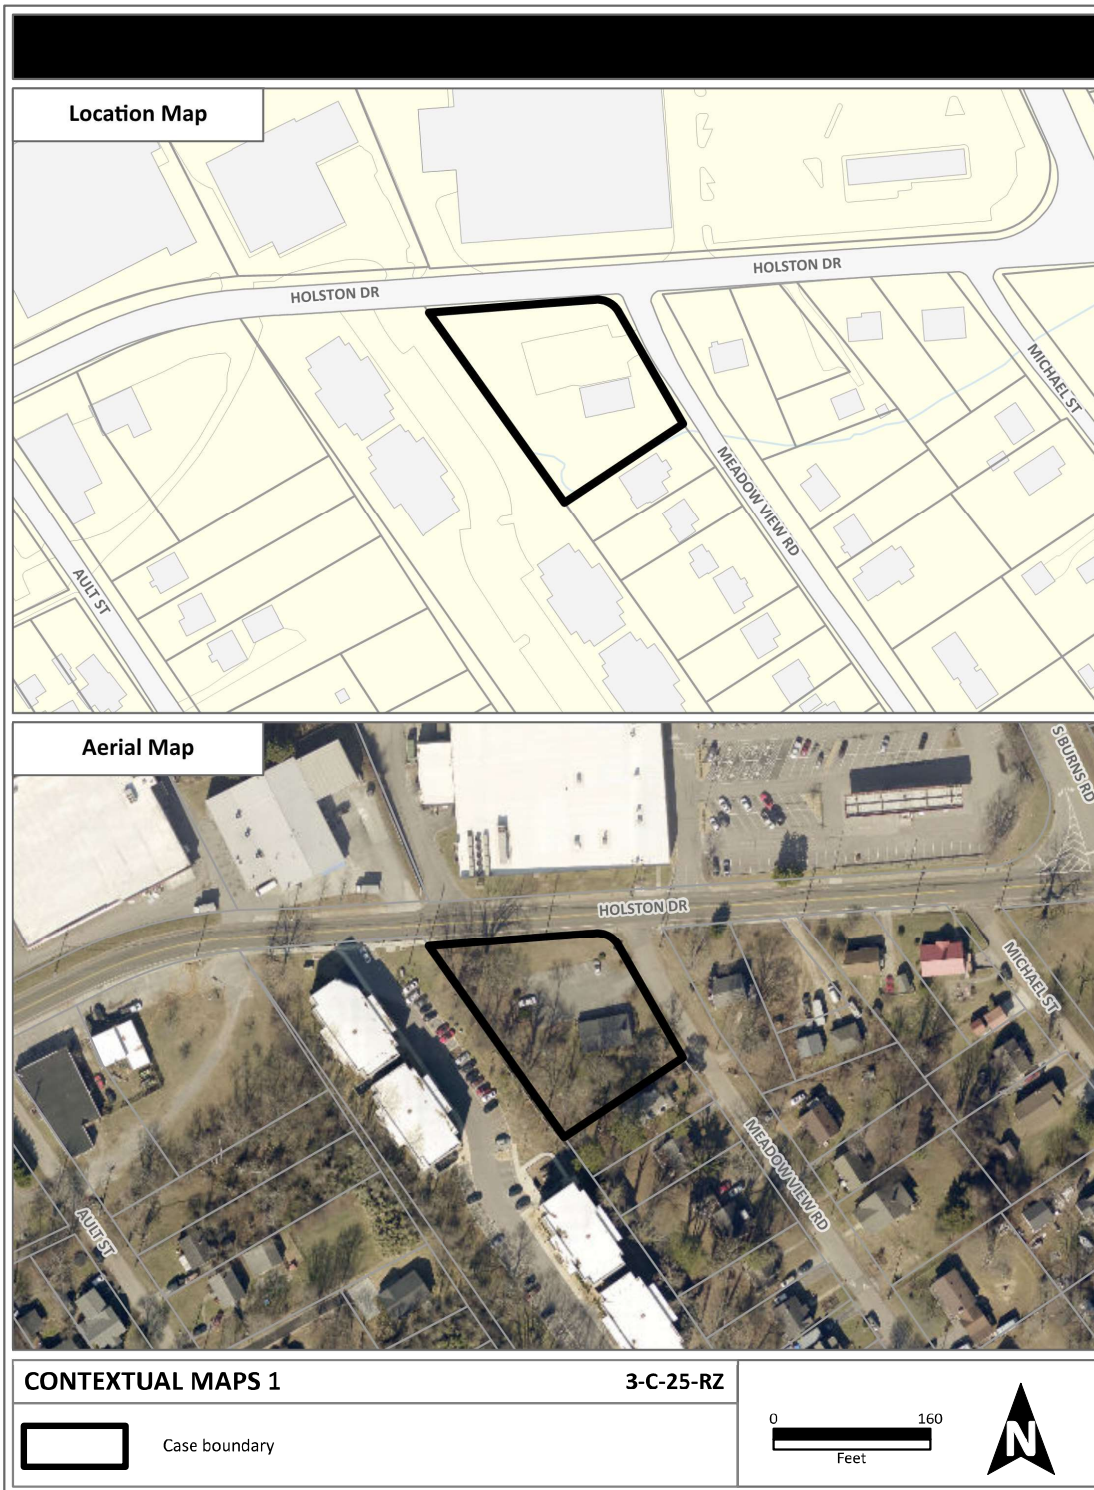 Location Map
HOLSTON DR
HOLSTON DR
MICHAEL ST
MEADOW VIEW RD
AULT ST
Aerial Map
S BURNS RD
HOLSTON DR
MICHAEL ST
MEADOW VIEW RD
AULT ST
CONTEXTUAL MAPS 1
3-C-25-RZ
Case boundary
0 160
Feet
N